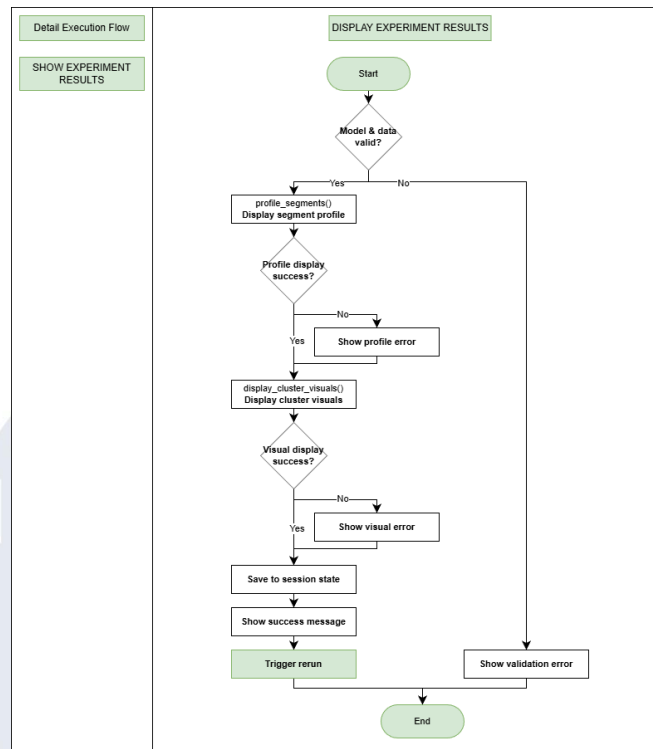 Detail Execution Flow
DISPLAY EXPERIMENT RESULTS
SHOW EXPERIMENT
RESULTS
Start
Model & data
valid?
Yes
No
profile_segments()
Display segment profile
Profile display
success?
No
Yes
Show profile error
display_cluster_visuals()
Display cluster visuals
Visual display
success?
No
Yes
Show visual error
Save to session state
Show success message
Trigger rerun
Show validation error
End